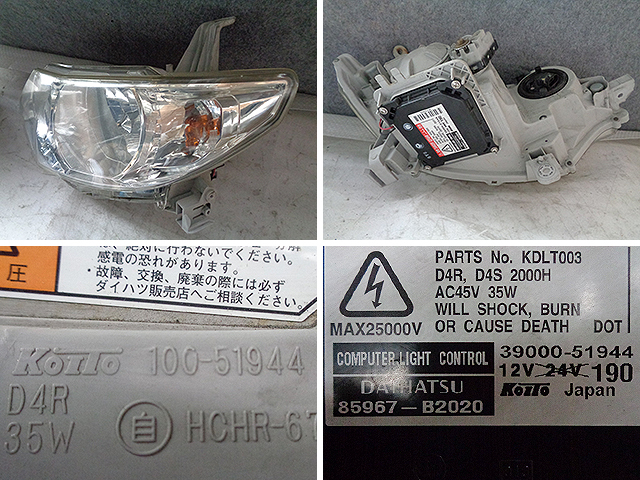 は、絶対に行わないでください。
感電の恐れがあります。
・故障、交換、廃棄の際には必ず
ダイハツ販売店へご相談ください。
圧
KOITO 100-51944
D4R
35W
自 HCHR-67
MAX25000V
PARTS No. KDLT003
D4R, D4S 2000H
AC45V 35W
WILL SHOCK, BURN
OR CAUSE DEATH DOT
COMPUTER-LIGHT CONTROL
DAIHATSU
85967-B2020
39000-51944
12V 24V 190
KOITO Japan